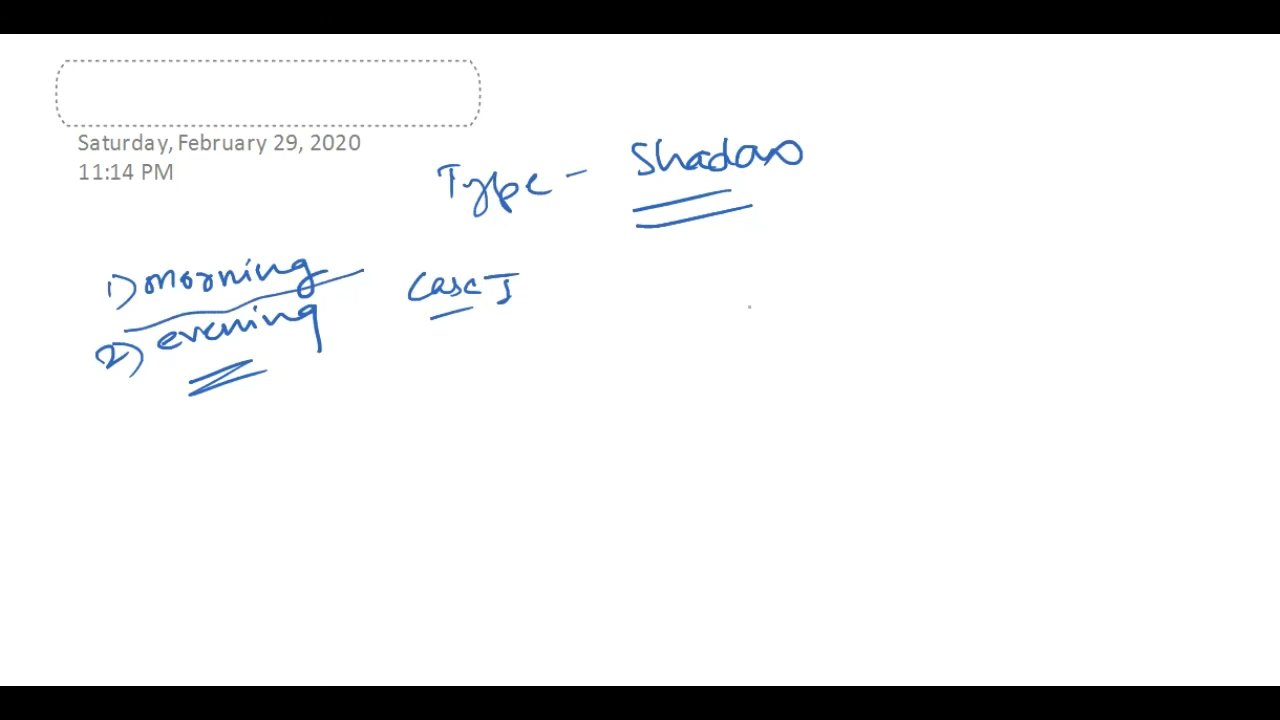 Saturday, February 29, 2020
11:14 PM
Type - Shadow
1) morning
2) evening
Case I